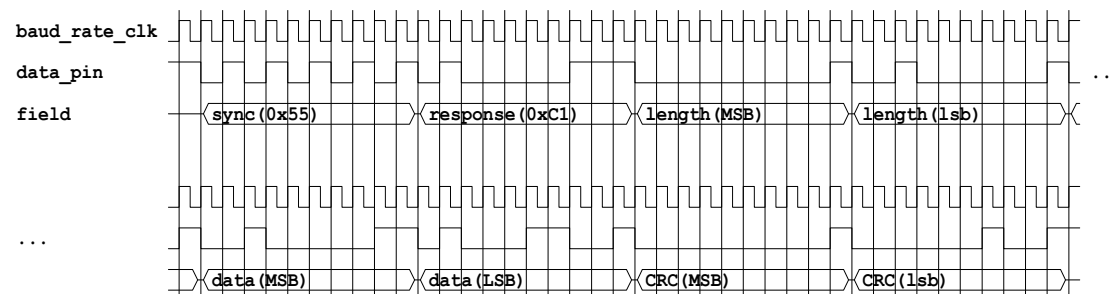 baud_rate_clk
data_pin ..
field sync(0x55) response(0xC1) length(MSB) length(lsb)
...
data(MSB) data(LSB) CRC(MSB) CRC(lsb)